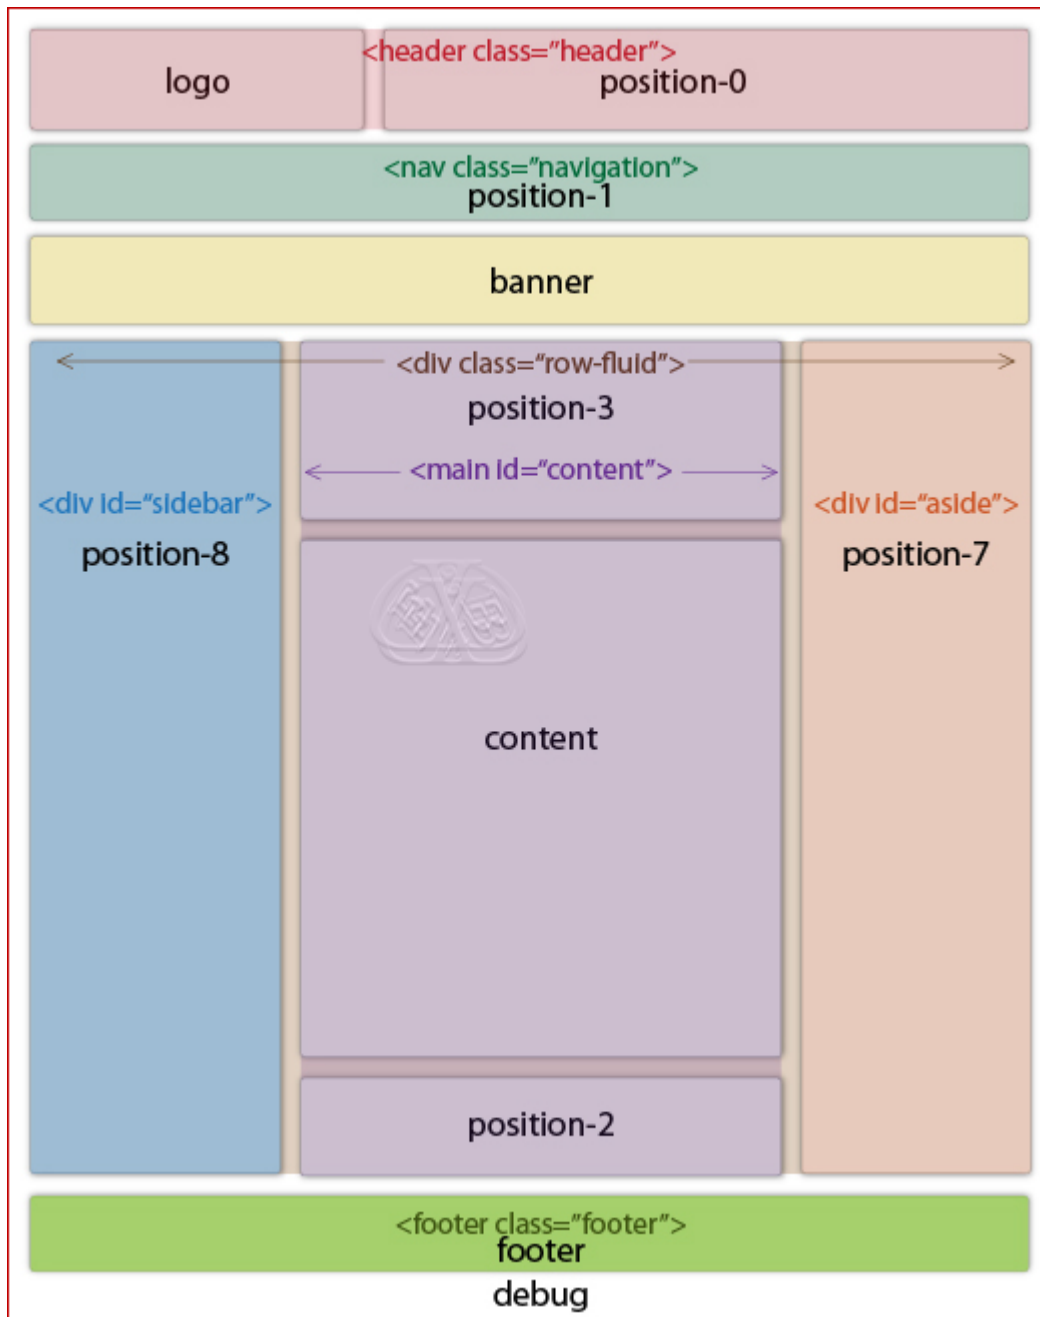 <header class=”header”>
logo
position-0
<nav class=”navigation”>
position-1
banner
<div class=“row-fluid”>
position-3
<main id=“content”>
<div id=“sidebar”>
position-8
<div id=“aside”>
position-7
content
position-2
<footer class=”footer”>
footer
debug